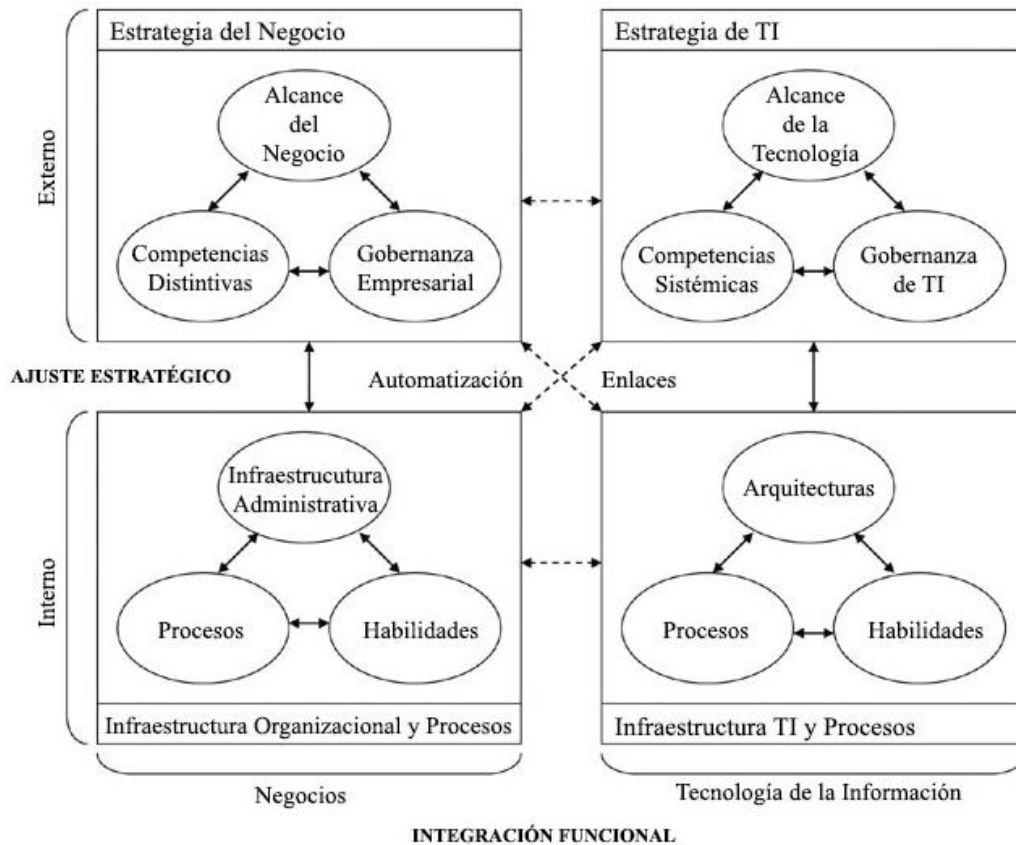 Estrategia del Negocio
Estrategia de TI
Externo
Alcance
del
Negocio
Competencias
Distintivas
Gobernanza
Empresarial
Alcance
de la
Tecnología
Competencias
Sistémicas
Gobernanza
de TI
AJUSTE ESTRATÉGICO
Automatización
Enlaces
Interno
Infraestrucutura
Administrativa
Procesos
Habilidades
Arquitecturas
Procesos
Habilidades
Infraestructura Organizacional y Procesos
Infraestructura TI y Procesos
Negocios
Tecnología de la Información
INTEGRACIÓN FUNCIONAL